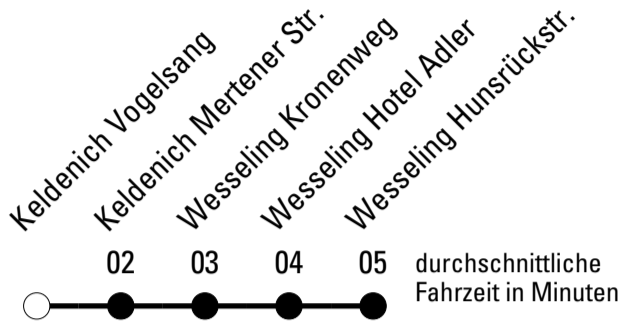 Keldenich Vogelsang
Keldenich Mertener Str.
Wesseling Kronenweg
Wesseling Hotel Adler
Wesseling Hunsrückstr.
02 03 04 05
durchschnittliche
Fahrzeit in Minuten